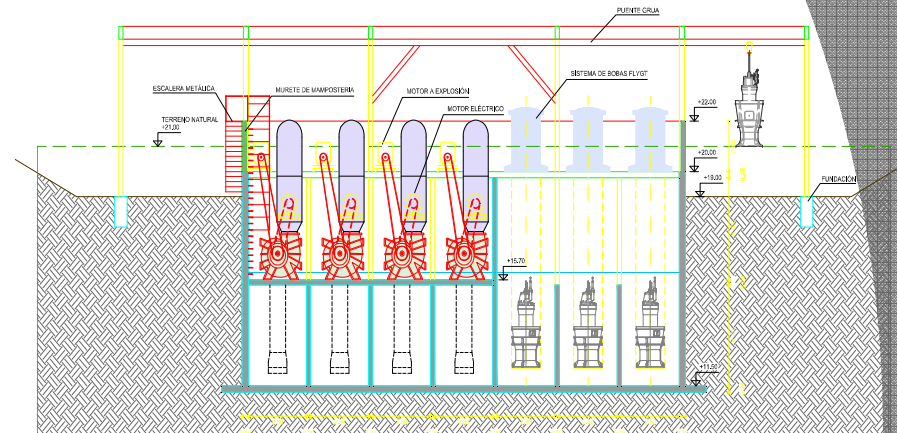 PUENTE GRUA
SISTEMA DE BOBAS FLYGT
ESCALERA METÁLICA
MURETE DE MAMPOSTERÍA
MOTOR A EXPLOSIÓN
MOTOR ELÉCTRICO
+22.00
TERRENO NATURAL
+21,00
+20.00
+19.00
FUNDACIÓN
+15.70
+11.50